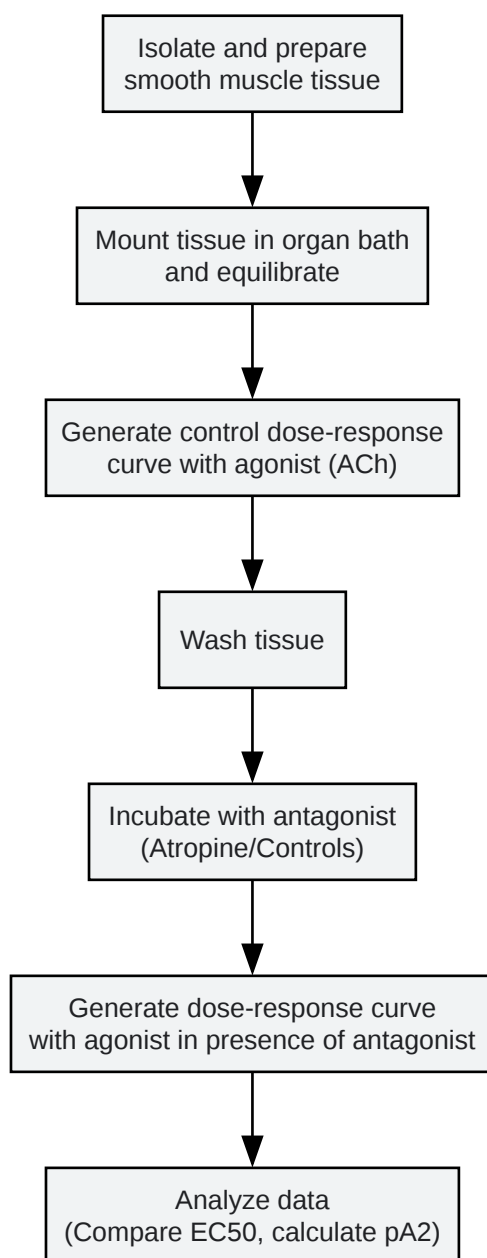 Isolate and prepare
smooth muscle tissue
Mount tissue in organ bath
and equilibrate
Generate control dose-response
curve with agonist (ACh)
Wash tissue
Incubate with antagonist
(Atropine/Controls)
Generate dose-response curve
with agonist in presence of antagonist
Analyze data
(Compare EC50, calculate pA2)